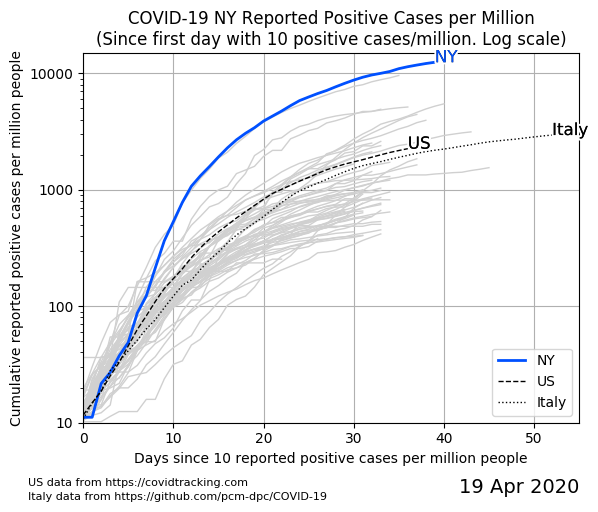 COVID-19 NY Reported Positive Cases per Million
(Since first day with 10 positive cases/million. Log scale)
Cumulative reported positive cases per million people
10000
1000
100
10
NY
US
Italy
NY
US
Italy
0
10
20
30
40
50
Days since 10 reported positive cases per million people
US data from https://covidtracking.com
Italy data from https://github.com/pcm-dpc/COVID-19
19 Apr 2020